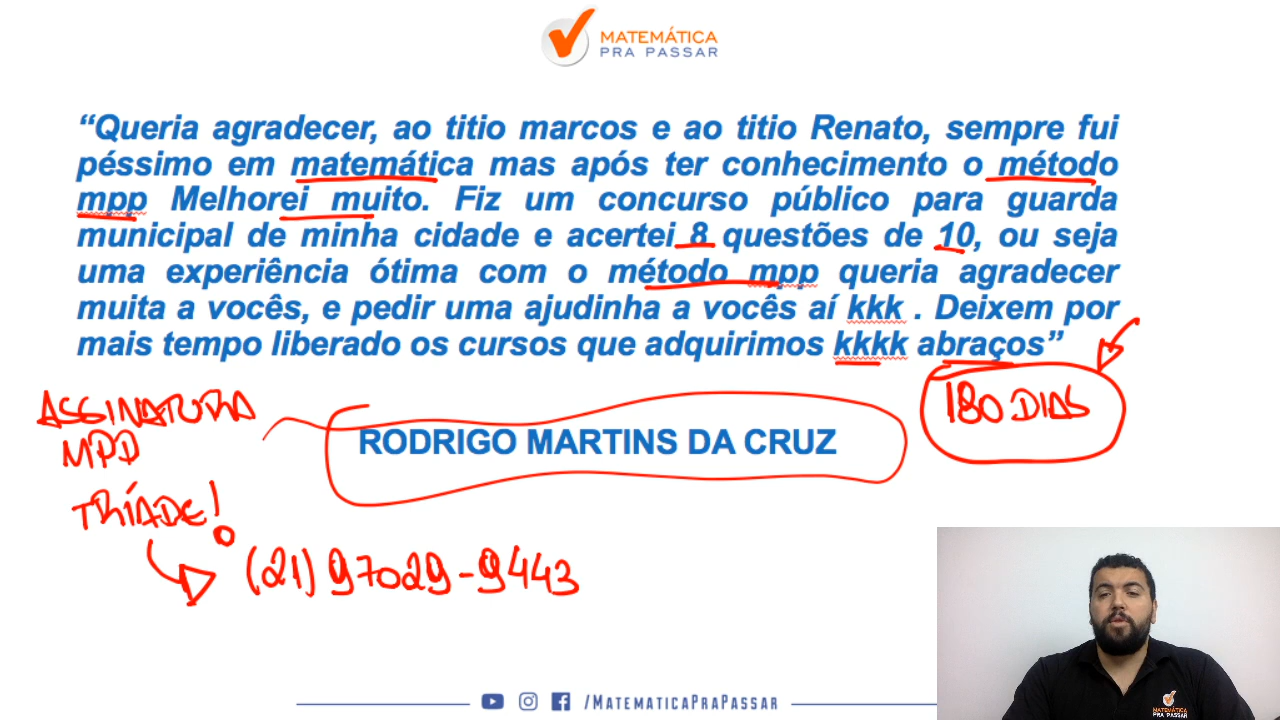 MATEMÁTICA
PRA PASSAR
“Queria agradecer, ao titio marcos e ao titio Renato, sempre fui
péssimo em matemática mas após ter conhecimento o método
mpp Melhorei muito. Fiz um concurso público para guarda
municipal de minha cidade e acertei 8 questões de 10, ou seja
uma experiência ótima com o método mpp queria agradecer
muita a vocês, e pedir uma ajudinha a vocês aí kkk . Deixem por
mais tempo liberado os cursos que adquirimos kkkk abraços”
180 DIAS
ASSINATURA
MPP
RODRIGO MARTINS DA CRUZ
TRÍADE!
(21) 97029-9443
/MATEMATICAPRAPASSAR
MATEMÁTICA
PRA PASSAR